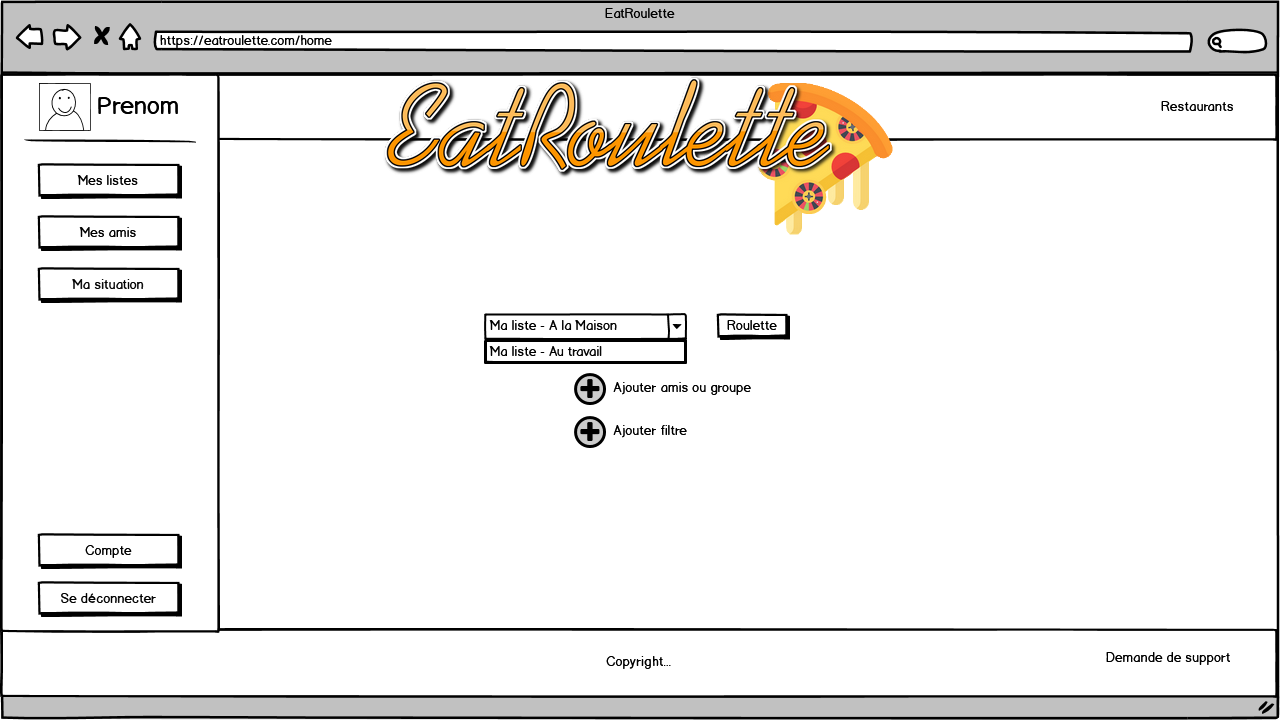 EatRoulette
https://eatroulette.com/home
Prenom
EatRoulette
Restaurants
Mes listes
Mes amis
Ma situation
Ma liste - A la Maison
Roulette
Ma liste - Au travail
Ajouter amis ou groupe
Ajouter filtre
Compte
Se déconnecter
Copyright...
Demande de support